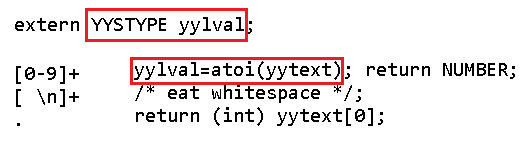 extern YYSTYPE yylval;
[0-9]+ yylval=atoi(yytext); return NUMBER;
[ \n]+ /* eat whitespace */;
. return (int) yytext[0];